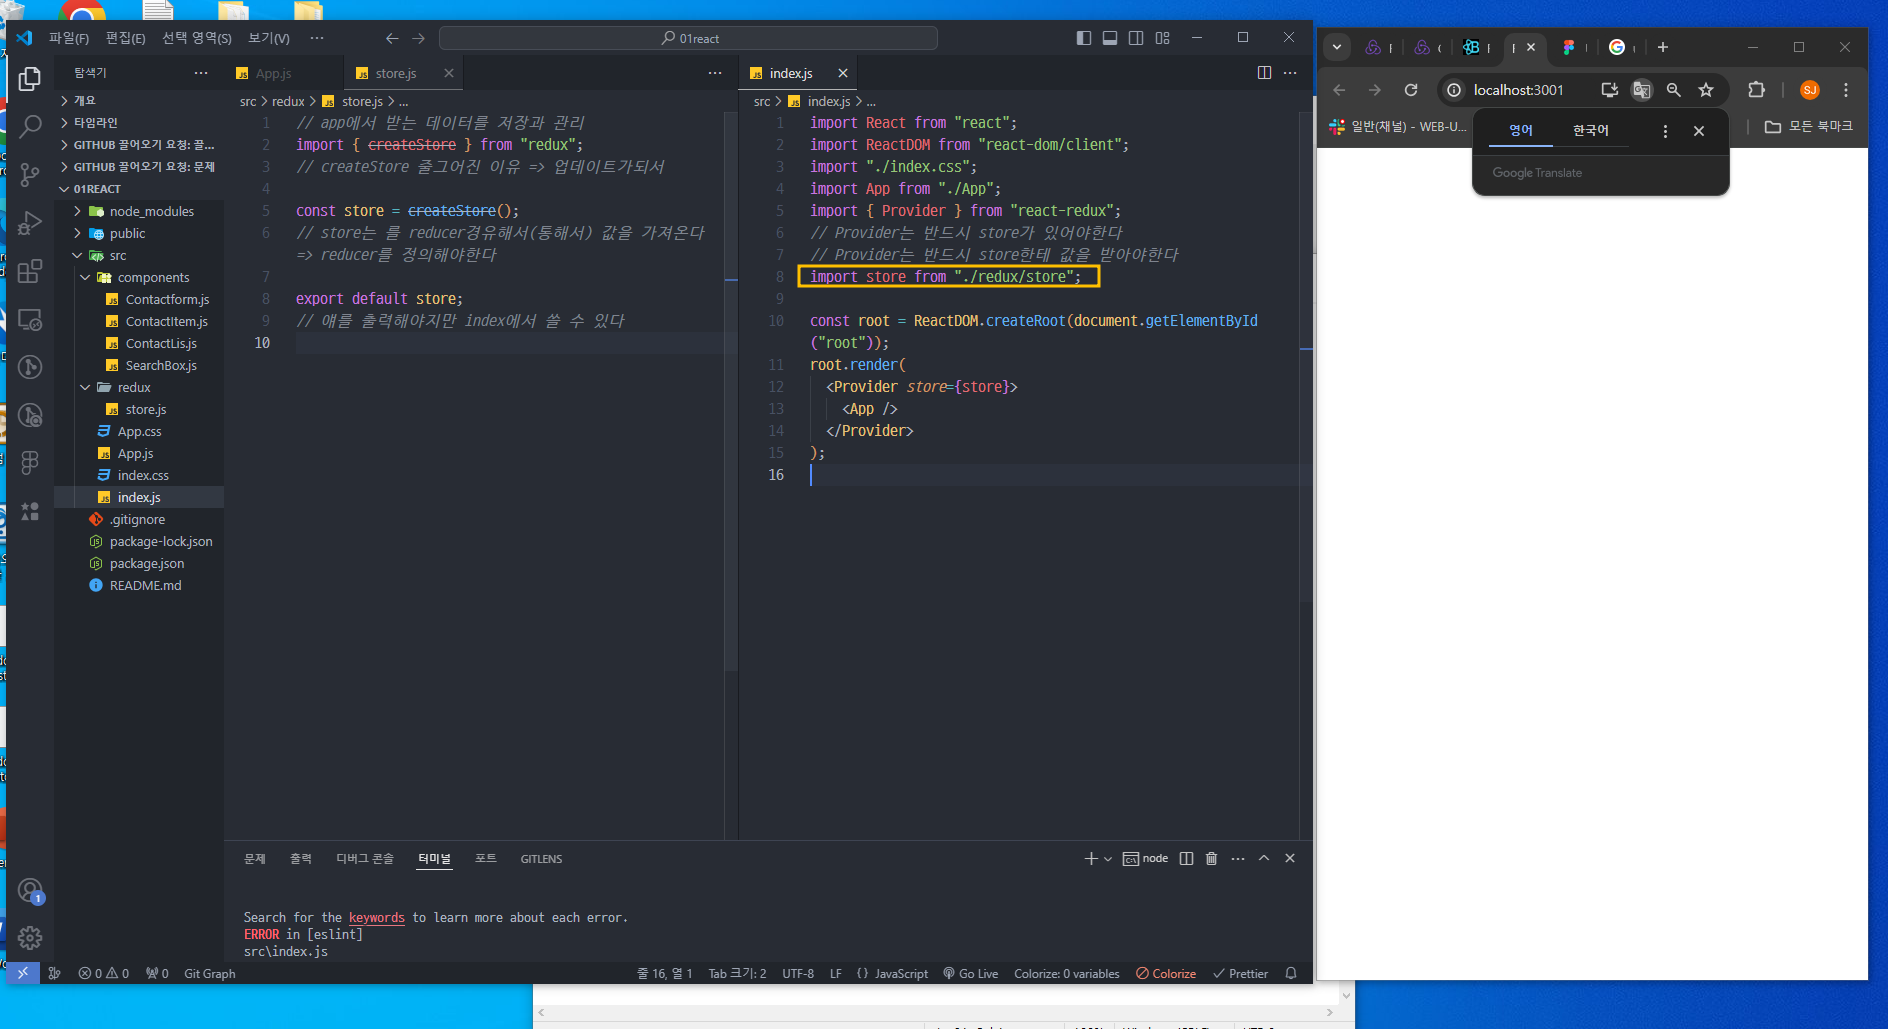 파일(F) 편집(E) 선택 영역(S) 보기(V) ··· 01react
탐색기 ···
개요
타임라인
GITHUB 끌어오기 요청: 끌...
GITHUB 끌어오기 요청: 문제
01REACT
node_modules
public
src
components
Contactform.js
ContactItem.js
ContactLis.js
SearchBox.js
redux
store.js
App.css
App.js
index.css
index.js
.gitignore
package-lock.json
package.json
README.md
App.js store.js
src > redux > store.js > ...
1 // app에서 받는 데이터를 저장과 관리
2 import { createStore } from "redux";
3 // createStore 줄그어진 이유 => 업데이트가되서
4
5 const store = createStore();
6 // store는 를 reducer경유해서(통해서) 값을 가져온다
=> reducer를 정의해야한다
7
8 export default store;
9 // 얘를 출력해야지만 index에서 쓸 수 있다
10
index.js
src > index.js > ...
1 import React from "react";
2 import ReactDOM from "react-dom/client";
3 import "./index.css";
4 import App from "./App";
5 import { Provider } from "react-redux";
6 // Provider는 반드시 store가 있어야한다
7 // Provider는 반드시 store한테 값을 받아야한다
8 import store from "./redux/store";
9
10 const root = ReactDOM.createRoot(document.getElementById
("root"));
11 root.render(
12 <Provider store={store}>
13 <App />
14 </Provider>
15 );
16
문제 출력 디버그 콘솔 터미널 포트 GITLENS node
Search for the keywords to learn more about each error.
ERROR in [eslint]
src\index.js
1
0 0 0 Git Graph 줄 16, 열 1 Tab 크기: 2 UTF-8 LF {} JavaScript Go Live Colorize: 0 variables Colorize Prettier
localhost:3001 SJ
일반(채널) - WEB-U... 모든 북마크
영어 한국어
Google Translate